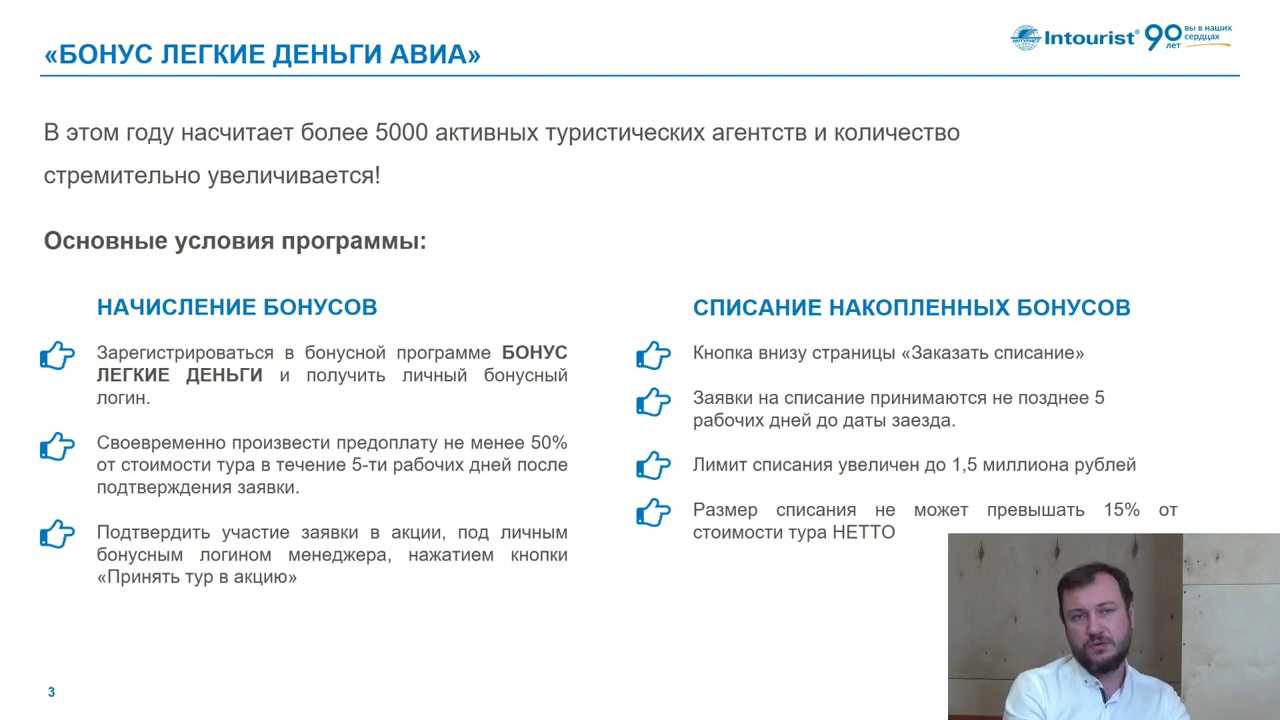 «БОНУС ЛЕГКИЕ ДЕНЬГИ АВИА»
ИНТУРИСТ
Intourist®
90
лет
вы в наших
сердцах
В этом году насчитает более 5000 активных туристических агентств и количество
стремительно увеличивается!
Основные условия программы:
НАЧИСЛЕНИЕ БОНУСОВ
Зарегистрироваться в бонусной программе БОНУС
ЛЕГКИЕ ДЕНЬГИ и получить личный бонусный
логин.
Своевременно произвести предоплату не менее 50%
от стоимости тура в течение 5-ти рабочих дней после
подтверждения заявки.
Подтвердить участие заявки в акции, под личным
бонусным логином менеджера, нажатием кнопки
«Принять тур в акцию»
СПИСАНИЕ НАКОПЛЕННЫХ БОНУСОВ
Кнопка внизу страницы «Заказать списание»
Заявки на списание принимаются не позднее 5
рабочих дней до даты заезда.
Лимит списания увеличен до 1,5 миллиона рублей
Размер списания не может превышать 15% от
стоимости тура НЕТТО
3